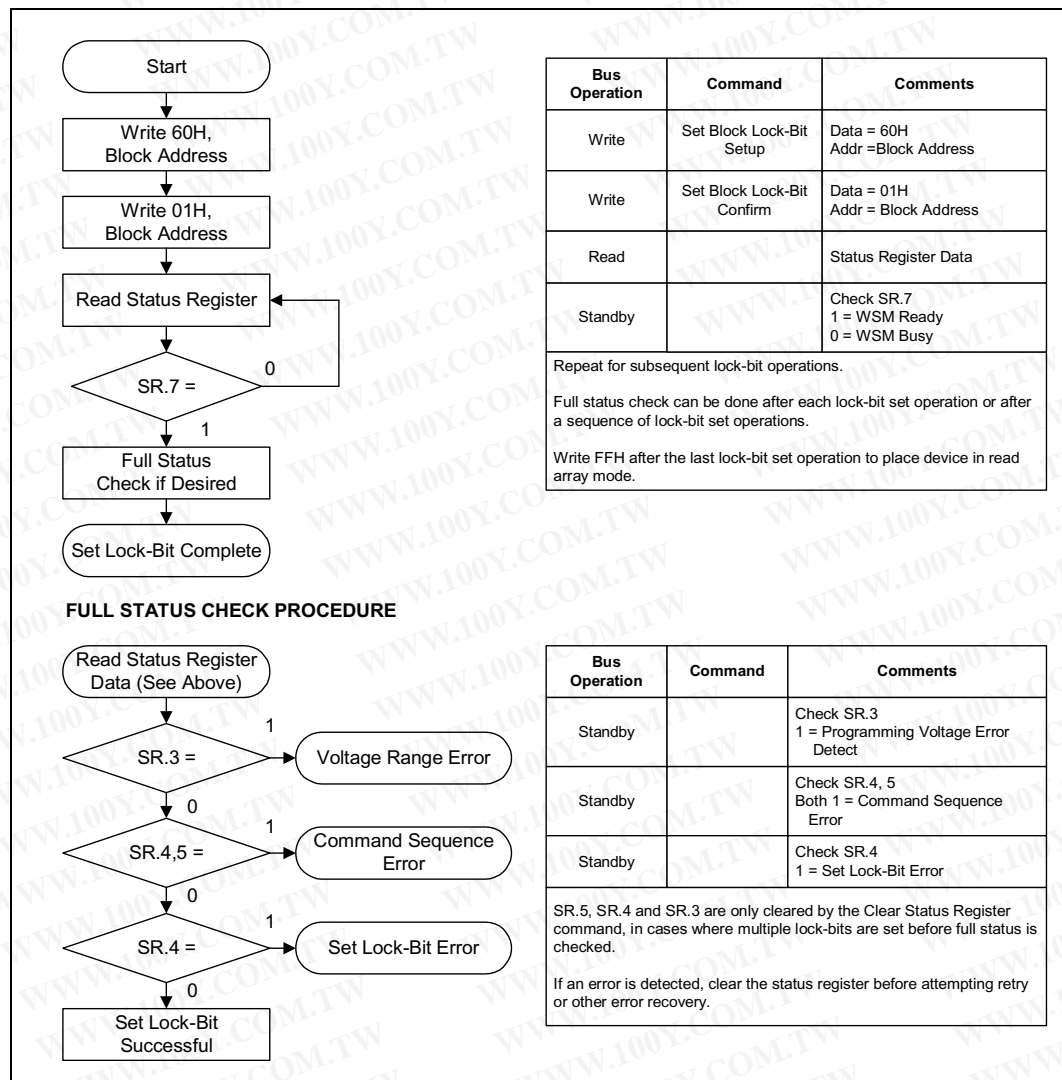 Start
Write 60H,
Block Address
Write 01H,
Block Address
Read Status Register
SR.7 =
0
1
Full Status
Check if Desired
Set Lock-Bit Complete
Bus
Operation
Command
Comments
Write
Set Block Lock-Bit
Setup
Data = 60H
Addr =Block Address
Write
Set Block Lock-Bit
Confirm
Data = 01H
Addr = Block Address
Read
Status Register Data
Standby
Check SR.7
1 = WSM Ready
0 = WSM Busy
Repeat for subsequent lock-bit operations.
Full status check can be done after each lock-bit set operation or after
a sequence of lock-bit set operations.
Write FFH after the last lock-bit set operation to place device in read
array mode.
FULL STATUS CHECK PROCEDURE
Read Status Register
Data (See Above)
SR.3 =
1
Voltage Range Error
0
SR.4,5 =
1
Command Sequence
Error
0
SR.4 =
1
Set Lock-Bit Error
0
Set Lock-Bit
Successful
Bus
Operation
Command
Comments
Standby
Check SR.3
1 = Programming Voltage Error
Detect
Standby
Check SR.4, 5
Both 1 = Command Sequence
Error
Standby
Check SR.4
1 = Set Lock-Bit Error
SR.5, SR.4 and SR.3 are only cleared by the Clear Status Register
command, in cases where multiple lock-bits are set before full status is
checked.
If an error is detected, clear the status register before attempting retry
or other error recovery.
WWW.100Y.COM.TW